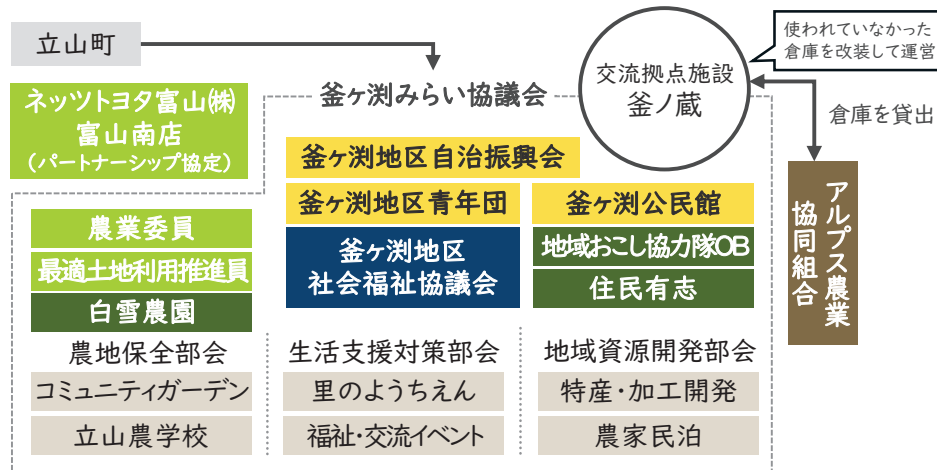 立山町
釜ヶ渕みらい協議会
交流拠点施設
釜ノ蔵
使われていなかった
倉庫を改装して運営
倉庫を貸出
アルプス農業
協同組合
ネッツトヨタ富山㈱
富山南店
(パートナーシップ協定)
釜ヶ渕地区自治振興会
釜ヶ渕地区青年団
釜ヶ渕公民館
農業委員
最適土地利用推進員
白雪農園
釜ヶ渕地区
社会福祉協議会
地域おこし協力隊OB
住民有志
農地保全部会
コミュニティガーデン
立山農学校
生活支援対策部会
里のようちえん
福祉・交流イベント
地域資源開発部会
特産・加工開発
農家民泊